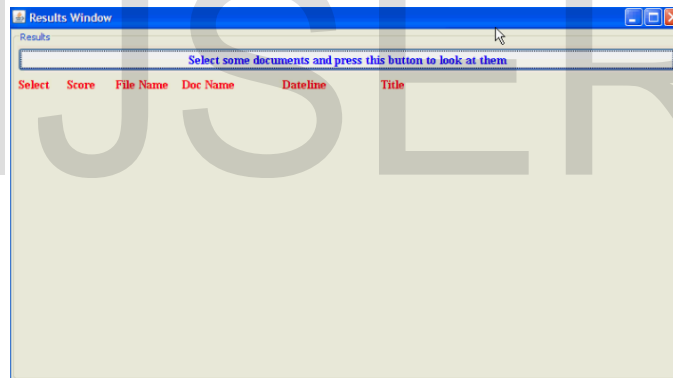 Results Window
Results
Select some documents and press this button to look at them
Select Score File Name Doc Name Dateline Title
IJSER